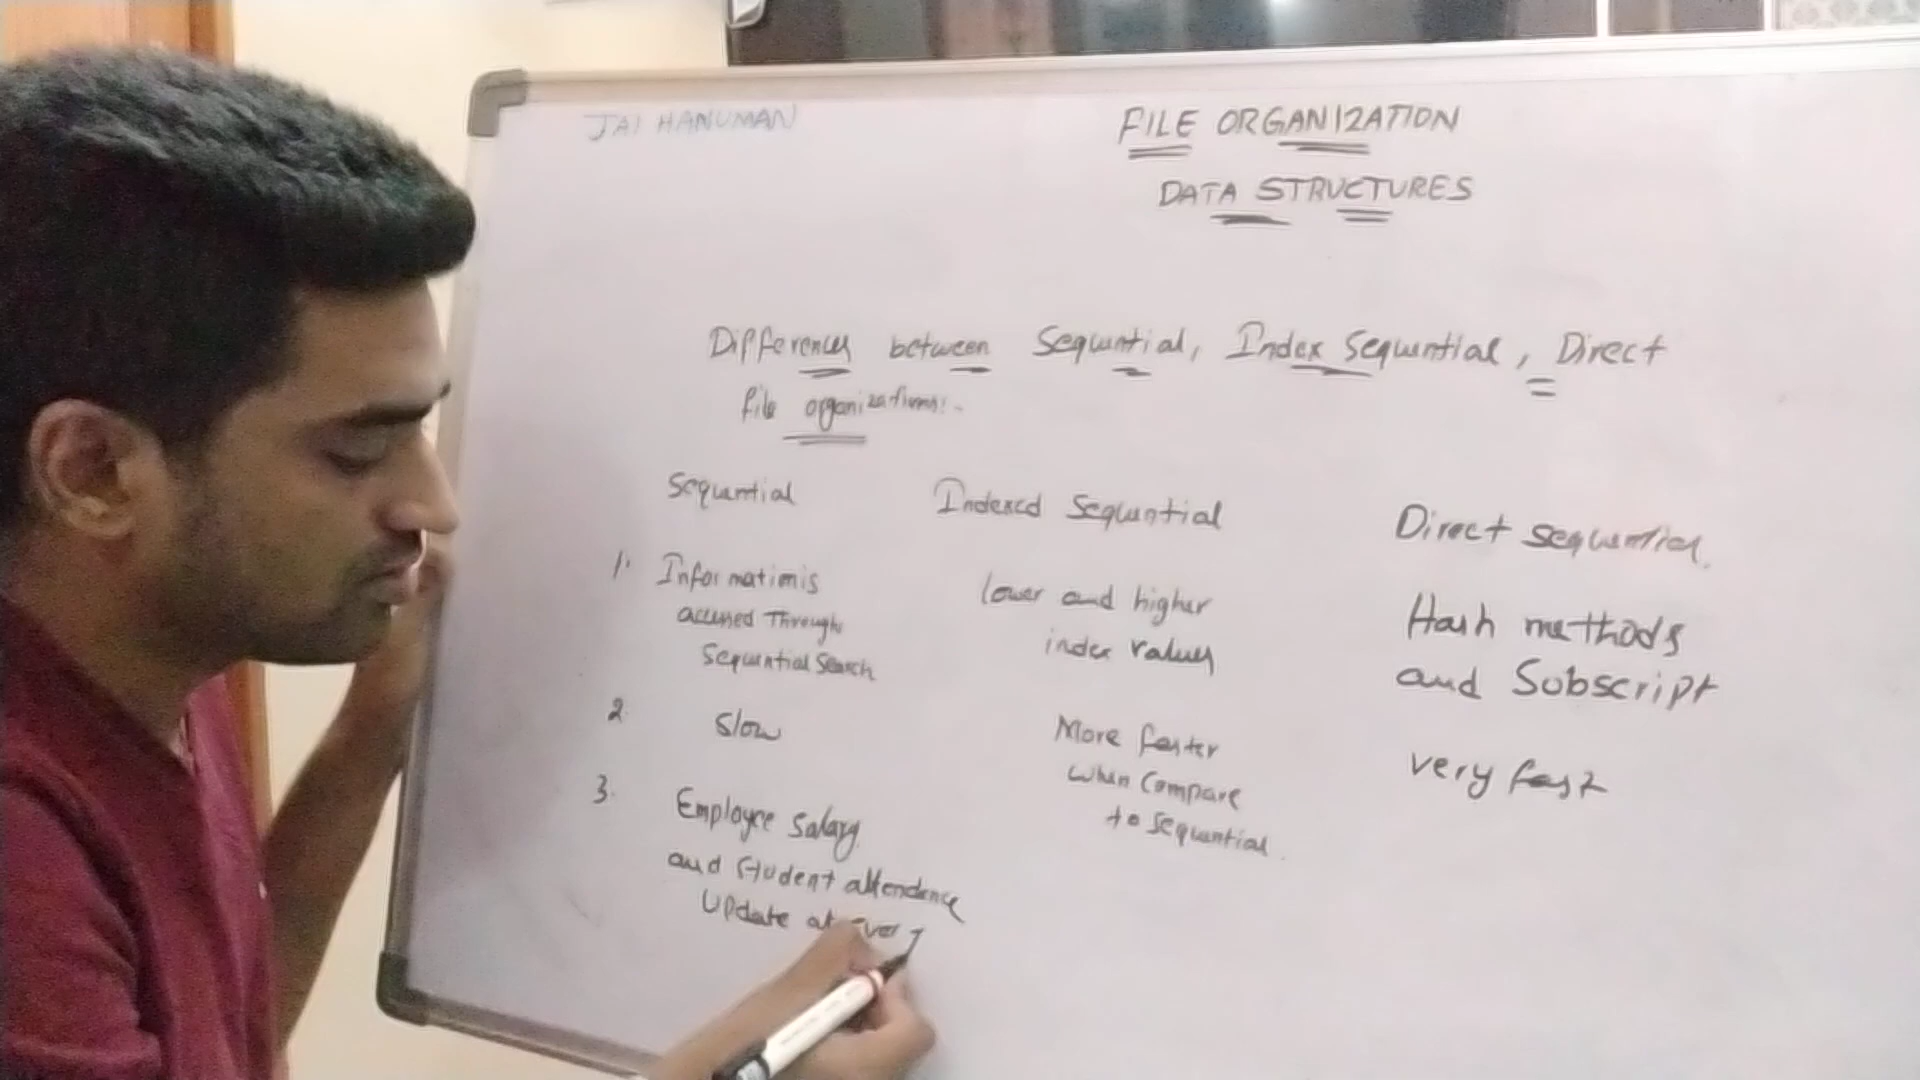 JAI HANUMAN
FILE ORGANIZATION
DATA STRUCTURES
Differences between Sequential, Index Sequential, Direct
file organizations:-
Sequential
Indexed Sequential
Direct sequential.
1. Information is
accessed Through
Sequential Search
lower and higher
index values
Hash methods
and Subscript
2. Slow
More faster
when compare
to sequential.
very fast
3. Employee Salary
and Student attendence
Update at Every